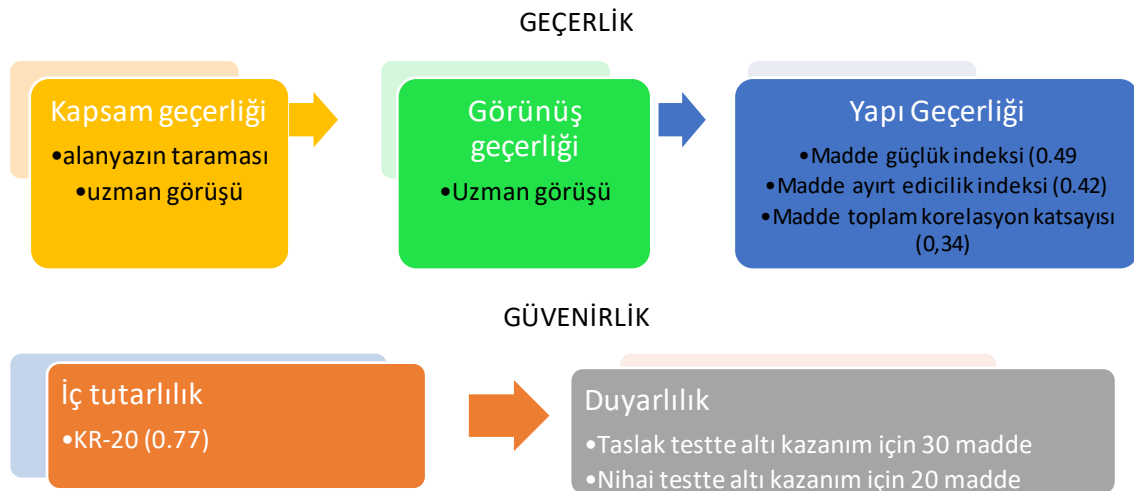 GEÇERLİK
Kapsam geçerliği
•alanyazın taraması
•uzman görüşü
Görünüş
geçerliği
•Uzman görüşü
Yapı Geçerliği
•Madde güçlük indeksi (0.49
•Madde ayırt edicilik indeksi (0.42)
•Madde toplam korelasyon katsayısı
(0,34)
GÜVENİRLİK
İç tutarlılık
•KR-20 (0.77)
Duyarlılık
•Taslak testte altı kazanım için 30 madde
•Nihai testte altı kazanım için 20 madde